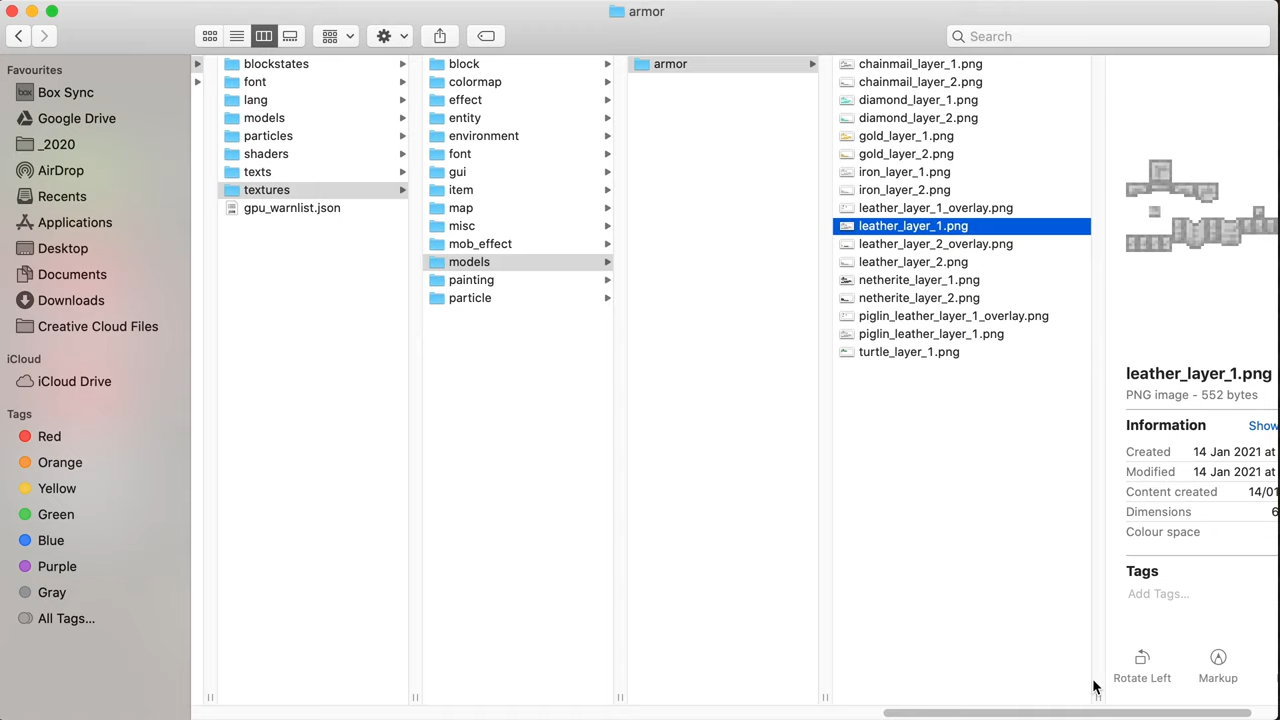 armor
Search
Favourites
Box Sync
Google Drive
_2020
AirDrop
Recents
Applications
Desktop
Documents
Downloads
Creative Cloud Files
iCloud
iCloud Drive
Tags
Red
Orange
Yellow
Green
Blue
Purple
Gray
All Tags...
blockstates
font
lang
models
particles
shaders
texts
textures
gpu_warnlist.json
block
colormap
effect
entity
environment
font
gui
item
map
misc
mob_effect
models
painting
particle
armor
chainmail_layer_1.png
chainmail_layer_2.png
diamond_layer_1.png
diamond_layer_2.png
gold_layer_1.png
gold_layer_2.png
iron_layer_1.png
iron_layer_2.png
leather_layer_1_overlay.png
leather_layer_1.png
leather_layer_2_overlay.png
leather_layer_2.png
netherite_layer_1.png
netherite_layer_2.png
piglin_leather_layer_1_overlay.png
piglin_leather_layer_1.png
turtle_layer_1.png
leather_layer_1.png
PNG image - 552 bytes
Information Show
Created 14 Jan 2021 at
Modified 14 Jan 2021 at
Content created 14/01
Dimensions 6
Colour space
Tags
Add Tags...
Rotate Left Markup